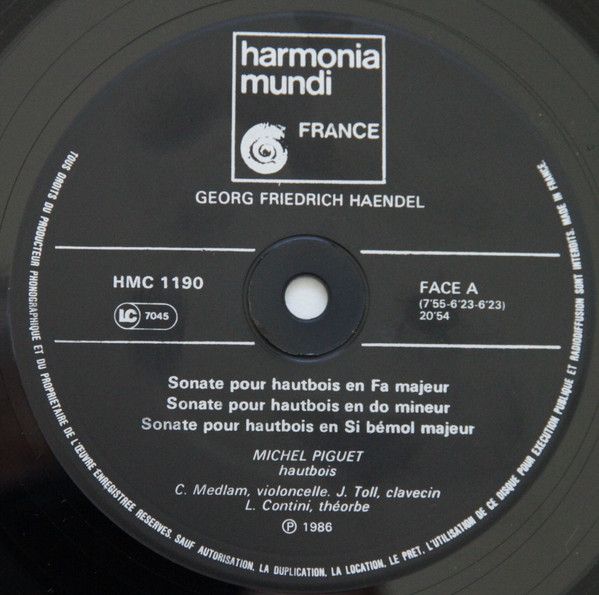 harmonia
mundi
FRANCE
GEORG FRIEDRICH HAENDEL
HMC 1190
LC 7045
FACE A
(7'55-6'23-6'23)
20'54
Sonate pour hautbois en Fa majeur
Sonate pour hautbois en do mineur
Sonate pour hautbois en Si bémol majeur
MICHEL PIGUET
hautbois
C. Medlam, violoncelle. J. Toll, clavecin
L. Contini, théorbe
Ⓟ 1986
TOUS DROITS DU PRODUCTEUR PHONOGRAPHIQUE ET DU PROPRIETAIRE DE L'ŒUVRE ENREGISTREE RESERVES. SAUF AUTORISATION. LA DUPLICATION. LA LOCATION. LE PRET. L'UTILISATION DE CE DISQUE POUR EXECUTION PUBLIQUE ET RADIODIFFUSION SONT INTERDITS. MADE IN FRANCE.